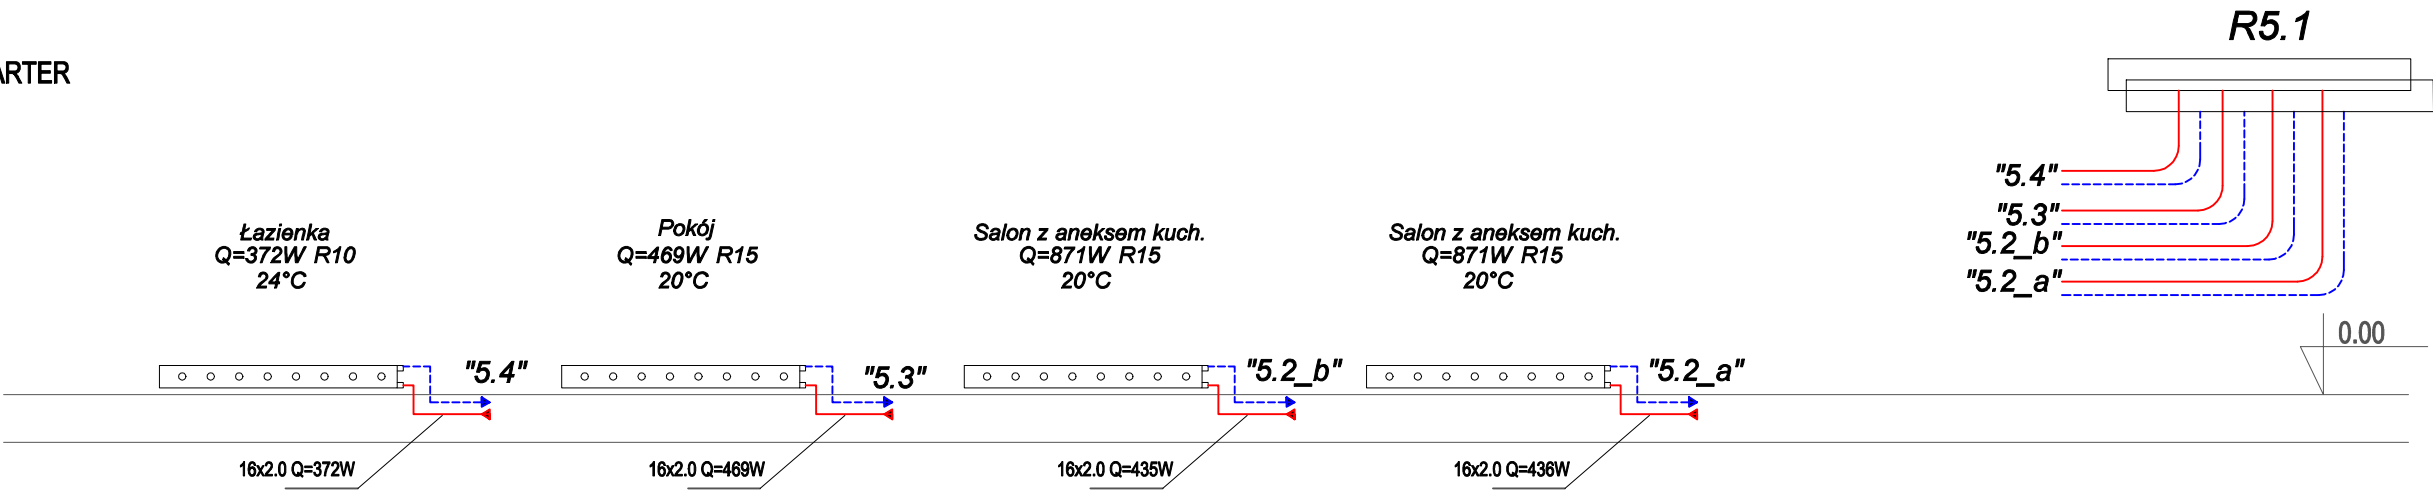 R5.1
ARTER
"5.4"
"5.3"
"5.2_b"
"5.2_a"
Łazienka
Q=372W R10
24°C
Pokój
Q=469W R15
20°C
Salon z aneksem kuch.
Q=871W R15
20°C
Salon z aneksem kuch.
Q=871W R15
20°C
0.00
"5.4"
"5.3"
"5.2_b"
"5.2_a"
16x2.0 Q=372W
16x2.0 Q=469W
16x2.0 Q=435W
16x2.0 Q=436W